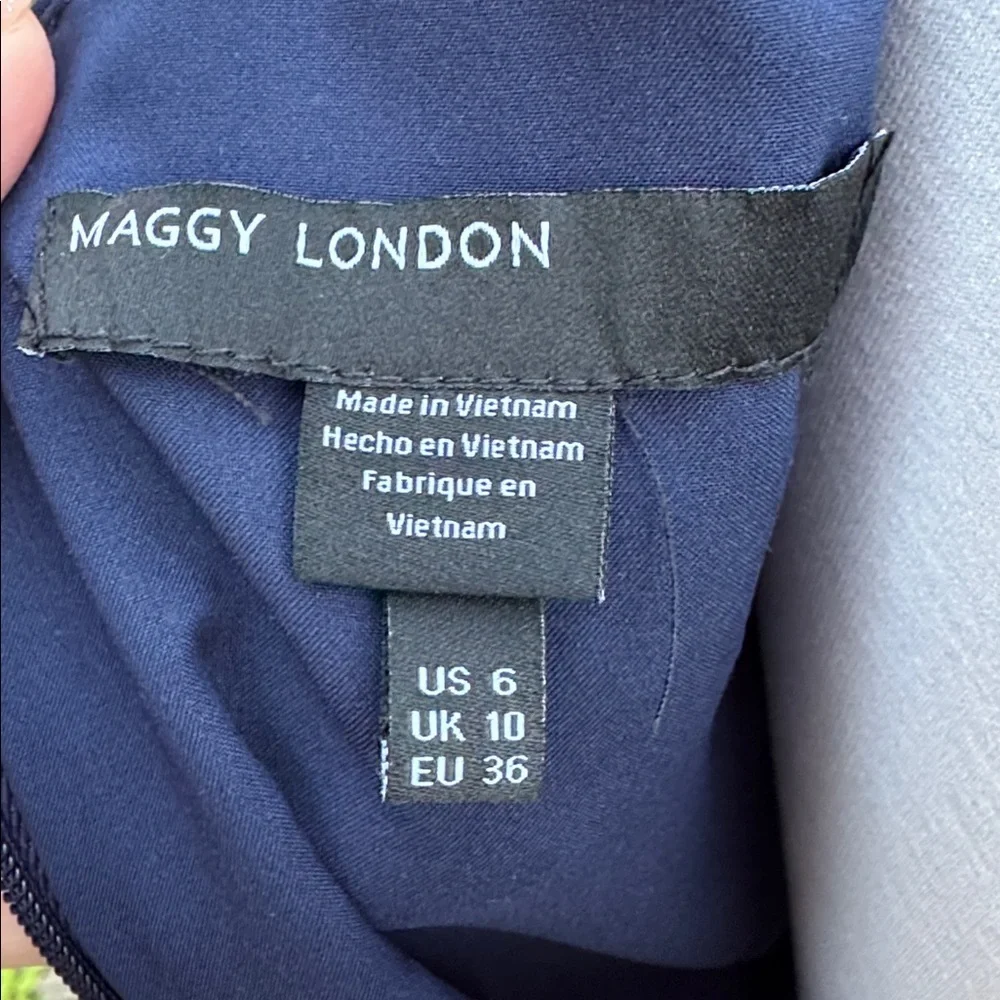 MAGGY LONDON
Made in Vietnam
Hecho en Vietnam
Fabrique en
Vietnam
US 6
UK 10
EU 36